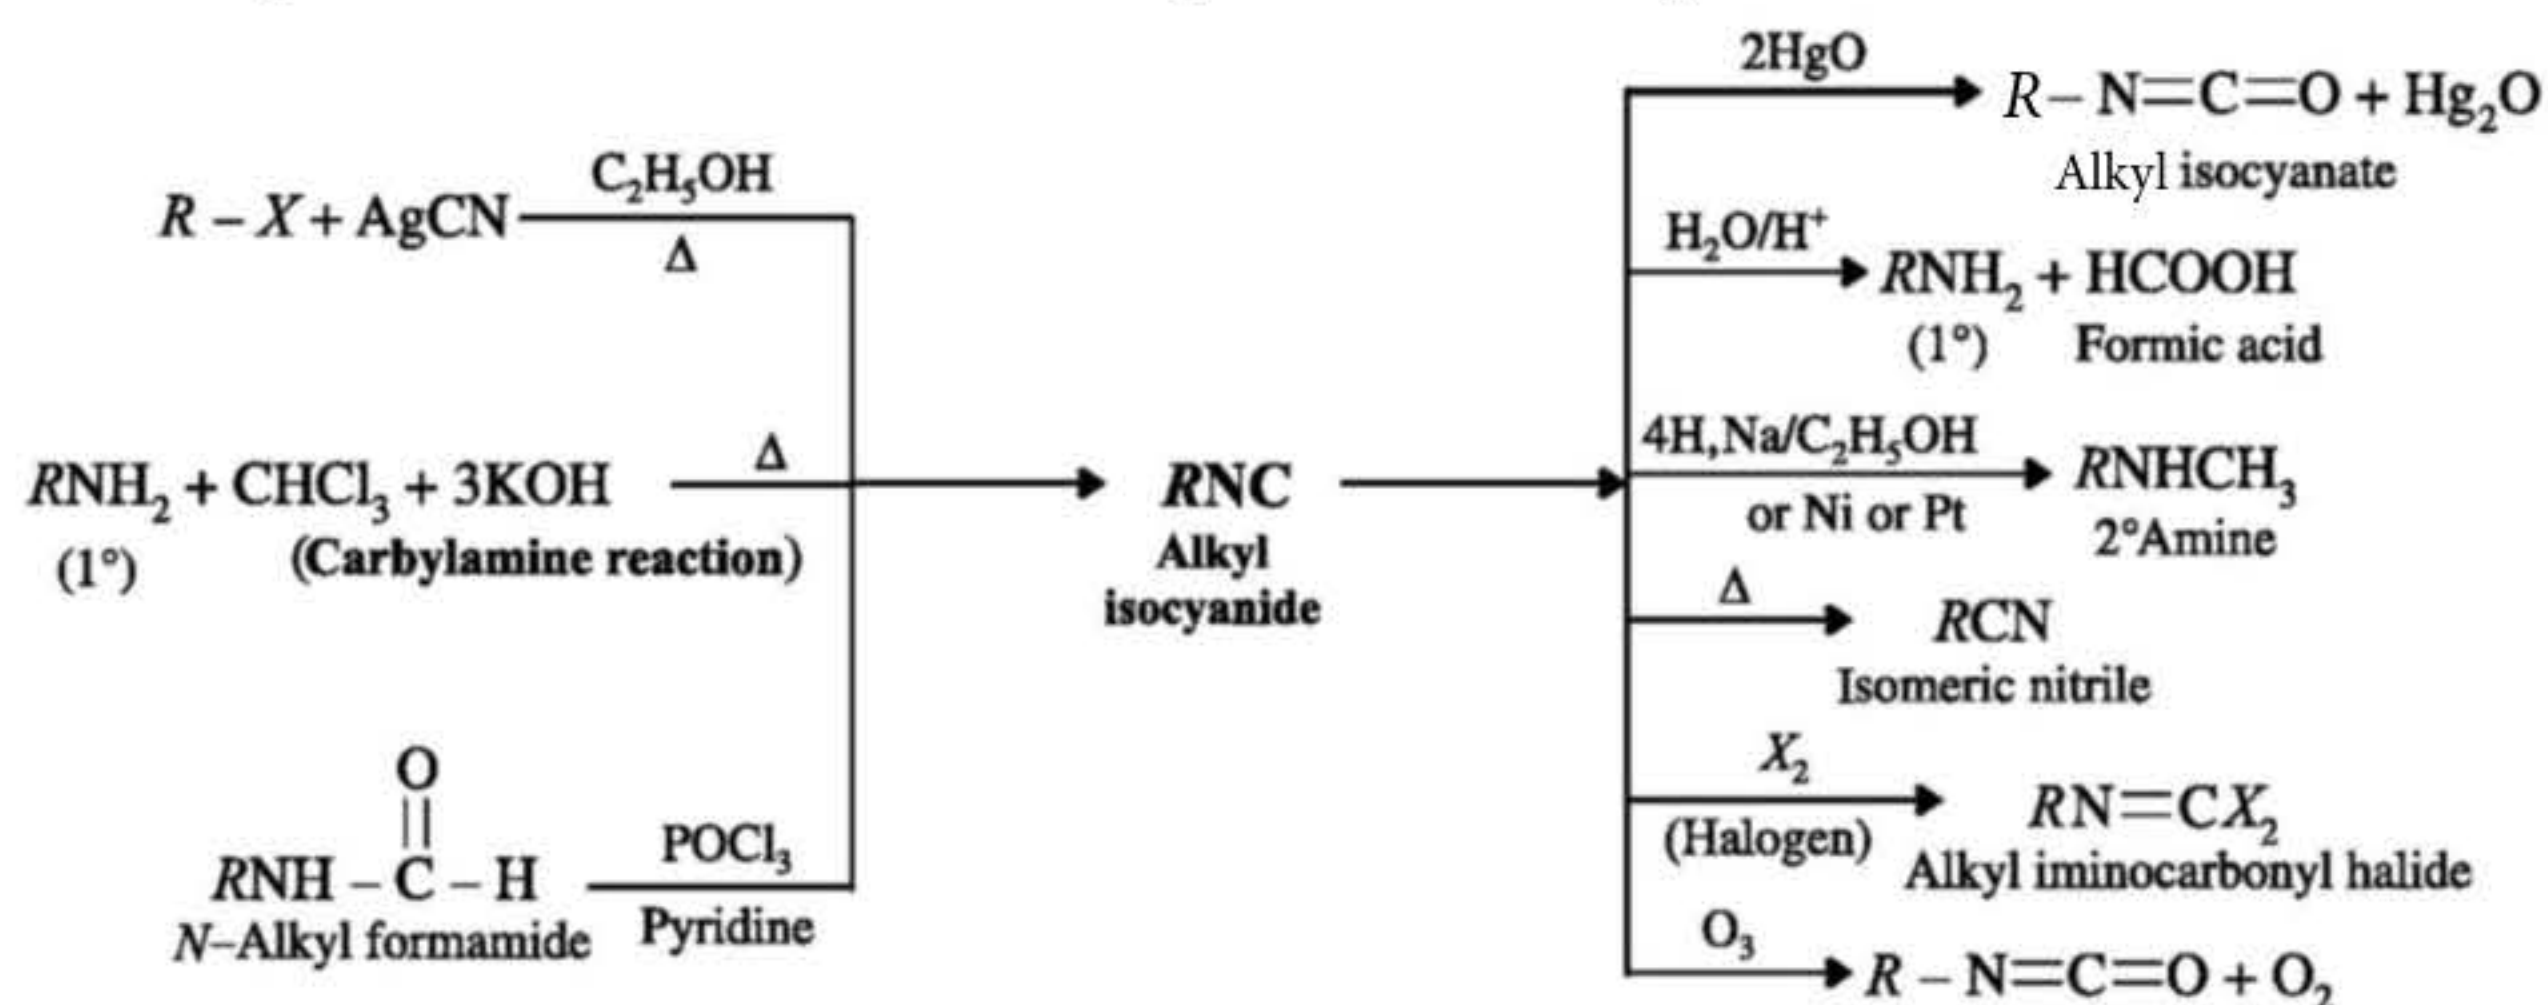 R – X + AgCN
C₂H₅OH
Δ
RNH₂ + CHCl₃ + 3KOH
Δ
(1°) (Carbylamine reaction)
O
||
RNH – C – H
N–Alkyl formamide
POCl₃
Pyridine
RNC
Alkyl
isocyanide
2HgO
R– N=C=O + Hg₂O
Alkyl isocyanate
H₂O/H⁺
RNH₂ + HCOOH
(1°) Formic acid
4H,Na/C₂H₅OH
or Ni or Pt
RNHCH₃
2°Amine
Δ
RCN
Isomeric nitrile
X₂
(Halogen)
RN=CX₂
Alkyl iminocarbonyl halide
O₃
R – N=C=O + O₂